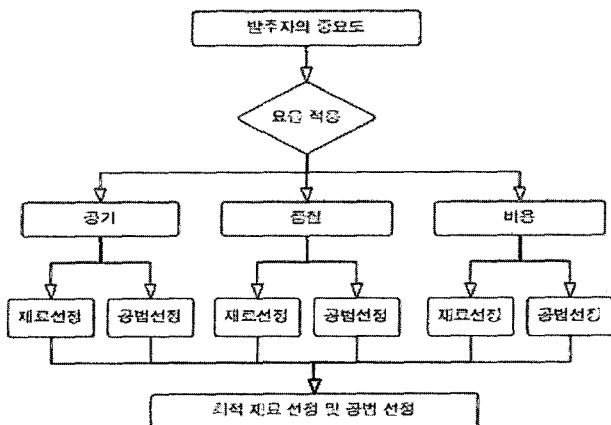 발주자의 중요도
요율 적용
공기
품질
비용
재료선정
공법선정
재료선정
공법선정
재료선정
공법선정
최적 재료 선정 및 공법 선정